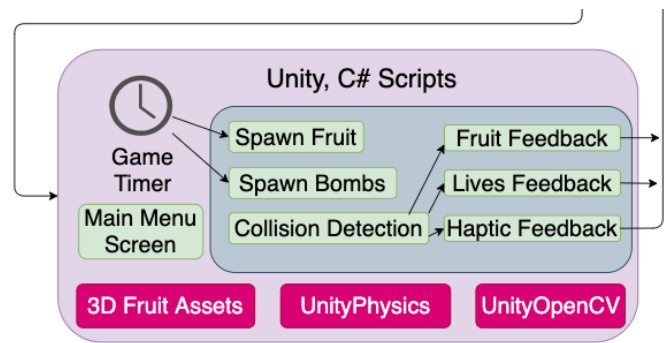 Unity, C# Scripts
Game
Timer
Main Menu
Screen
Spawn Fruit
Spawn Bombs
Collision Detection
Fruit Feedback
Lives Feedback
Haptic Feedback
3D Fruit Assets
UnityPhysics
UnityOpenCV